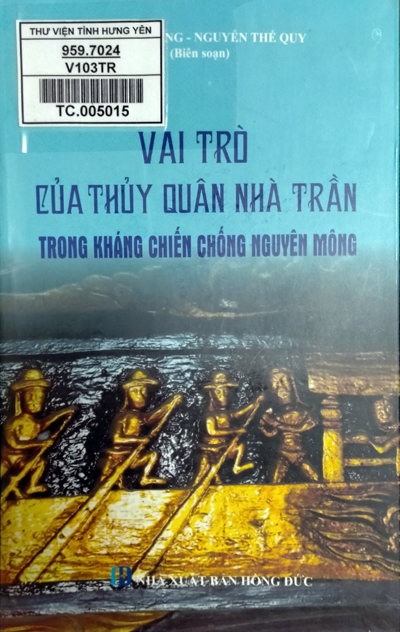 THƯ VIỆN TỈNH HƯNG YÊN
959.7024
V103TR
TC.005015
NGUYỄN THẾ QUY
(Biên soạn)
VAI TRÒ
CỦA THỦY QUÂN NHÀ TRẦN
TRONG KHÁNG CHIẾN CHỐNG NGUYÊN MÔNG
NHÀ XUẤT BẢN HỒNG ĐỨC